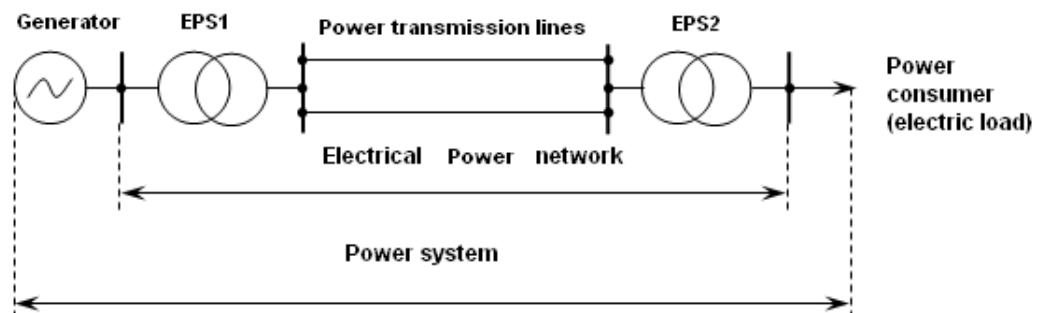 Generator
EPS1
Power transmission lines
EPS2
Power
consumer
(electric load)
Electrical Power network
Power system